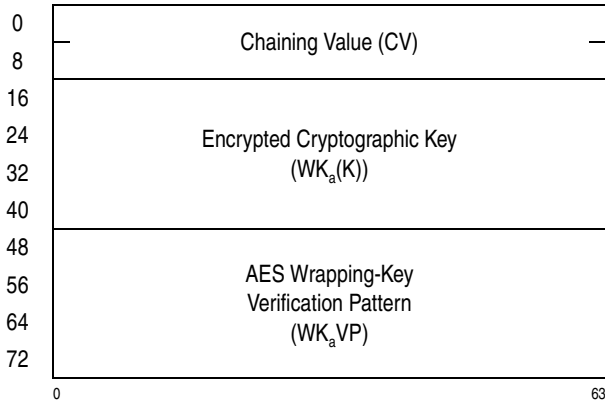 0
Chaining Value (CV)
8
16
24
Encrypted Cryptographic Key
32
(WKₐ(K))
40
48
AES Wrapping-Key
56
Verification Pattern
64
(WKₐVP)
72
0 63